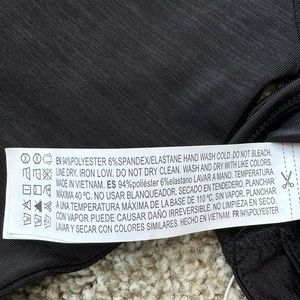 EN 94%POLYESTER 6%SPANDEX/ELASTANE HAND WASH COLD. DO NOT BLEACH.
LINE DRY. IRON LOW. DO NOT DRY CLEAN. WASH AND DRY WITH LIKE COLORS.
MADE IN VIETNAM. ES 94%poliéster 6%elastano LAVAR A MANO. TEMPERATURA
MÁXIMA 40 C, NO USAR BLANQUEADOR. SECADO EN TENDEDERO, PLANCHAR
A UNA TEMPERATURA MÁXIMA DE LA BASE DE 110 °C, SIN VAPOR, PLANCHAR
CON VAPOR PUEDE CAUSAR DAÑO IRREVERSIBLE. NO LIMPIEZA EN SECO.
LAVAR Y SECAR CON COLORES SIMILARES. HECHO EN VIETNAM. FR 94%POLYESTER